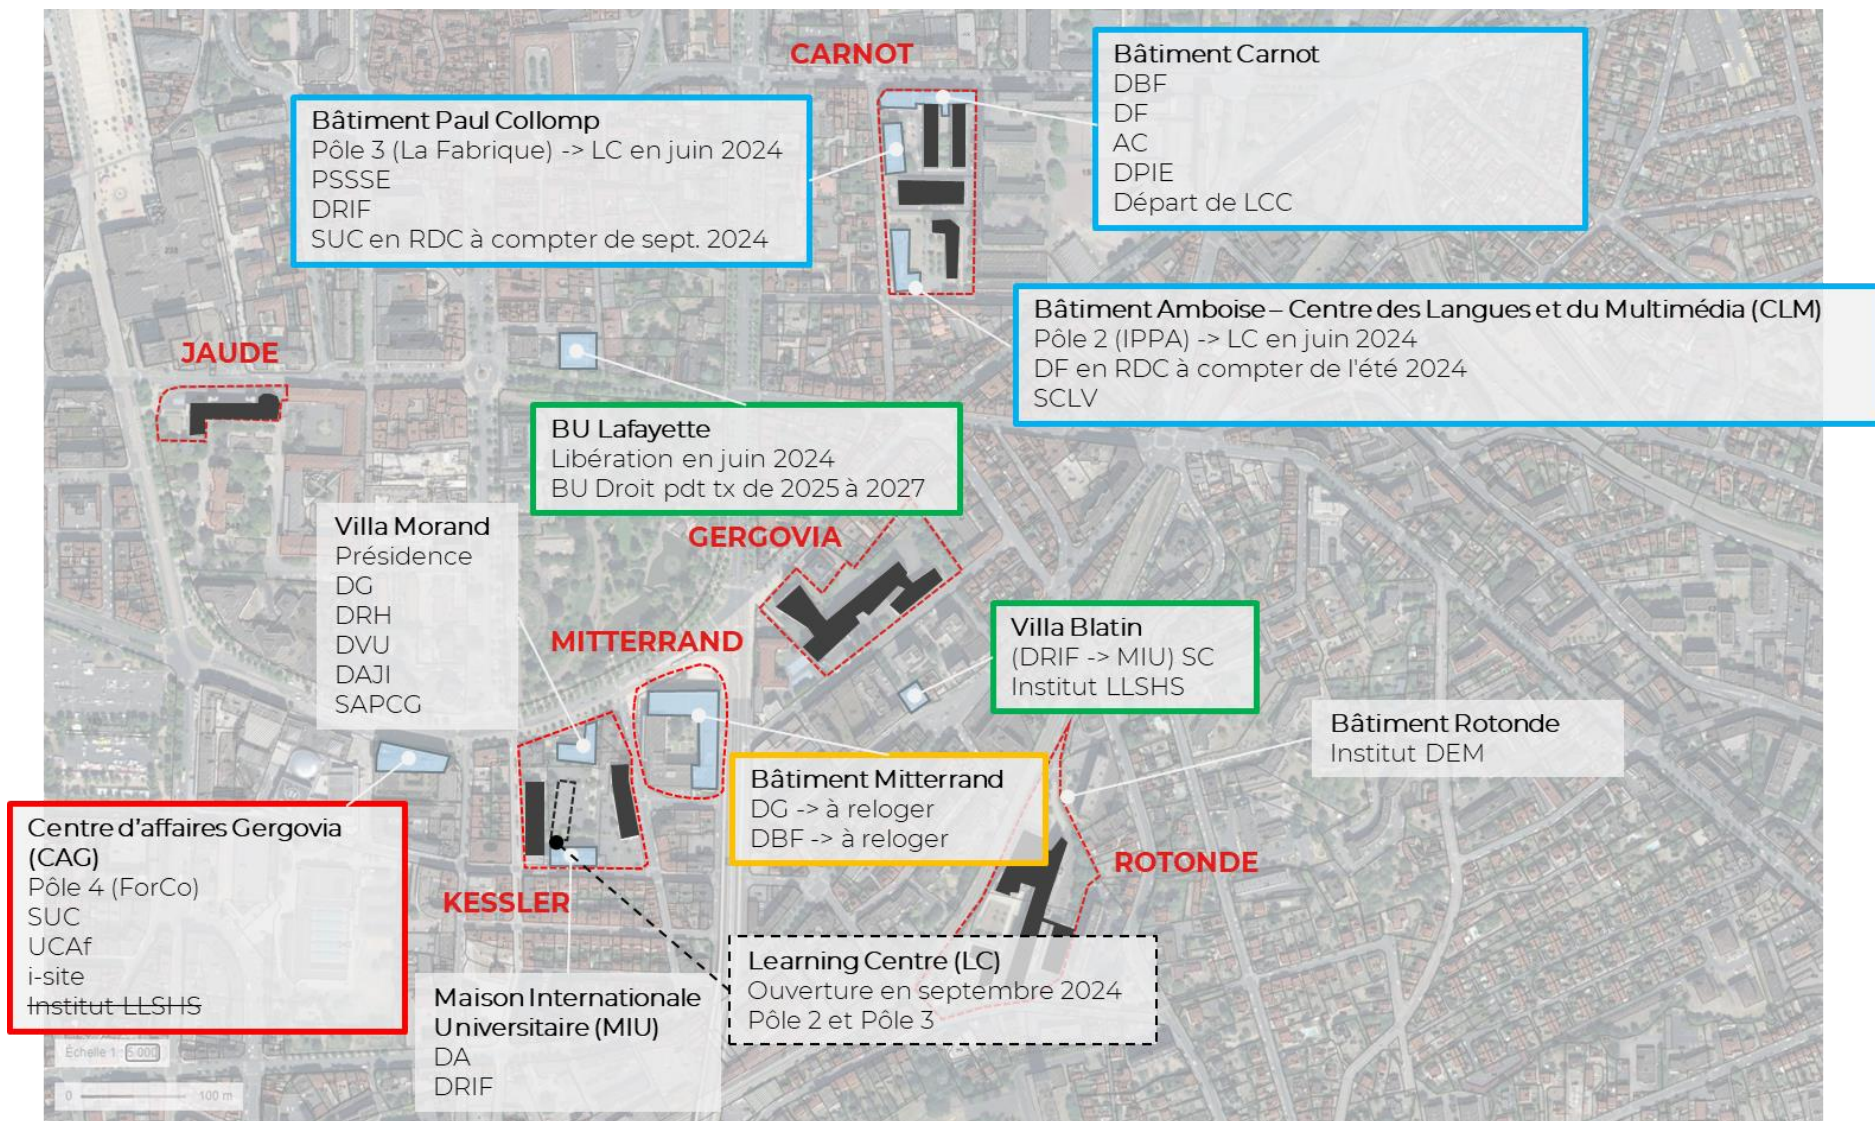 CARNOT
Bâtiment Carnot
DBF
DF
AC
DPIE
Départ de LCC
Bâtiment Paul Collomp
Pôle 3 (La Fabrique) -> LC en juin 2024
PSSSE
DRIF
SUC en RDC à compter de sept. 2024
Bâtiment Amboise – Centre des Langues et du Multimédia (CLM)
Pôle 2 (IPPA) -> LC en juin 2024
DF en RDC à compter de l'été 2024
SCLV
JAUDE
BU Lafayette
Libération en juin 2024
BU Droit pdt tx de 2025 à 2027
Villa Morand
Présidence
DG
DRH
DVU
DAJI
SAPCG
GERGOVIA
MITTERRAND
Villa Blatin
(DRIF -> MIU) SC
Institut LLSHS
Bâtiment Rotonde
Institut DEM
Bâtiment Mitterrand
DG -> à reloger
DBF -> à reloger
Centre d'affaires Gergovia
(CAG)
Pôle 4 (ForCo)
SUC
UCAf
i-site
Institut LLSHS
KESSLER
ROTONDE
Learning Centre (LC)
Ouverture en septembre 2024
Pôle 2 et Pôle 3
Maison Internationale
Universitaire (MIU)
DA
DRIF
Échelle 1 : 5 000
0 100 m